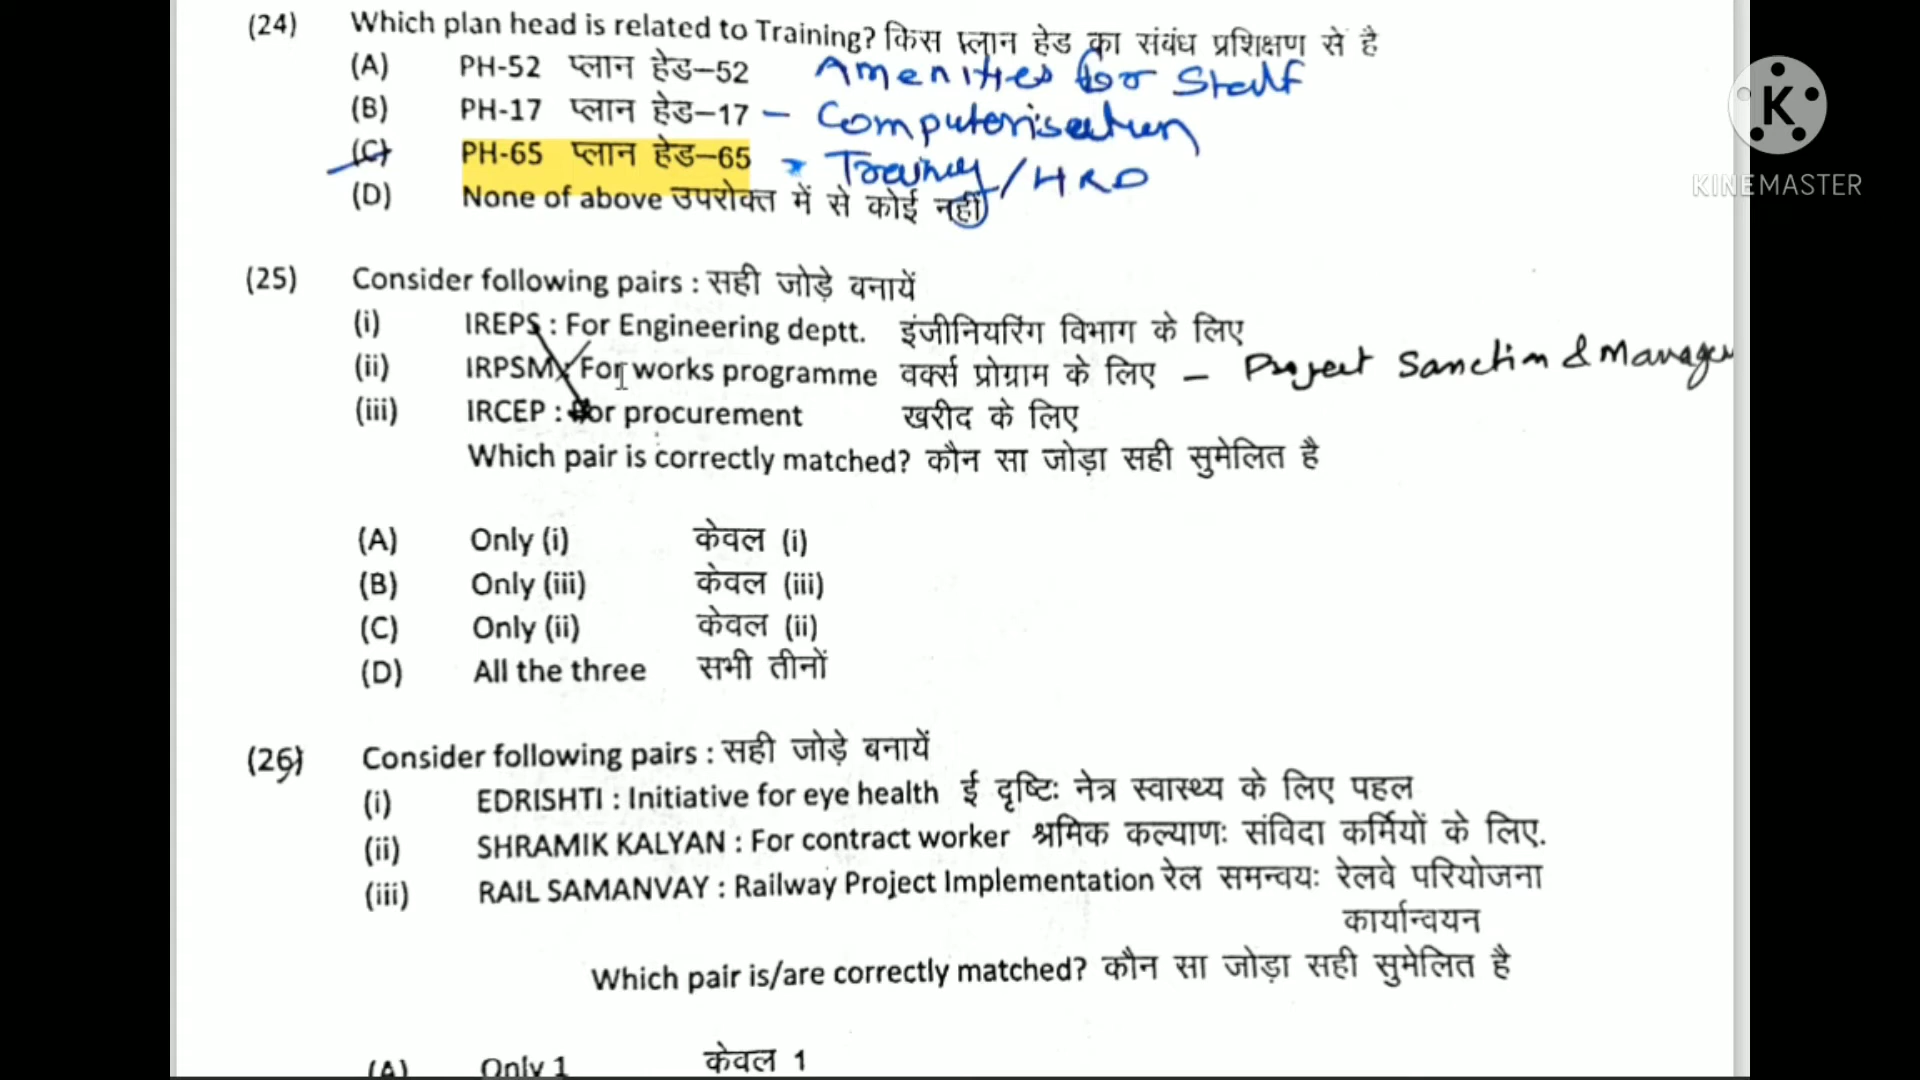 (24) Which plan head is related to Training? किस प्लान हेड का संबंध प्रशिक्षण से है
(A) PH-52 प्लान हेड–52 Amenities for Staff
(B) PH-17 प्लान हेड–17 – Computerisation
(C) PH-65 प्लान हेड–65 Training/HRD
(D) None of above उपरोक्त में से कोई नहीं
K
KINEMASTER
(25) Consider following pairs : सही जोड़े बनायें
(i) IREPS : For Engineering deptt. इंजीनियरिंग विभाग के लिए
(ii) IRPSM : For works programme वर्क्स प्रोग्राम के लिए – Project Sanction & Manage
(iii) IRCEP : For procurement खरीद के लिए
Which pair is correctly matched? कौन सा जोड़ा सही सुमेलित है
(A) Only (i) केवल (i)
(B) Only (iii) केवल (iii)
(C) Only (ii) केवल (ii)
(D) All the three सभी तीनों
(26) Consider following pairs : सही जोड़े बनायें
(i) EDRISHTI : Initiative for eye health ई दृष्टिः नेत्र स्वास्थ्य के लिए पहल
(ii) SHRAMIK KALYAN : For contract worker श्रमिक कल्याणः संविदा कर्मियों के लिए.
(iii) RAIL SAMANVAY : Railway Project Implementation रेल समन्वयः रेलवे परियोजना
कार्यान्वयन
Which pair is/are correctly matched? कौन सा जोड़ा सही सुमेलित है
(A) Only 1 केवल 1